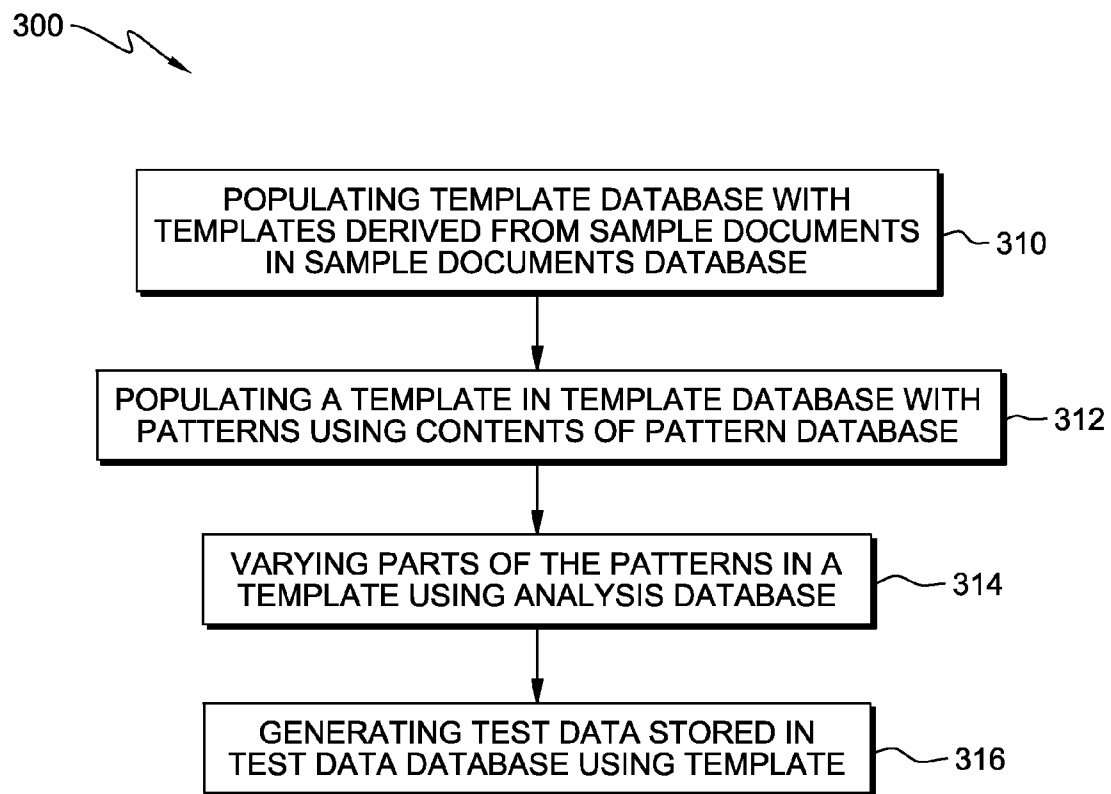 300
POPULATING TEMPLATE DATABASE WITH
TEMPLATES DERIVED FROM SAMPLE DOCUMENTS
IN SAMPLE DOCUMENTS DATABASE
310
POPULATING A TEMPLATE IN TEMPLATE DATABASE WITH
PATTERNS USING CONTENTS OF PATTERN DATABASE
312
VARYING PARTS OF THE PATTERNS IN A
TEMPLATE USING ANALYSIS DATABASE
314
GENERATING TEST DATA STORED IN
TEST DATA DATABASE USING TEMPLATE
316